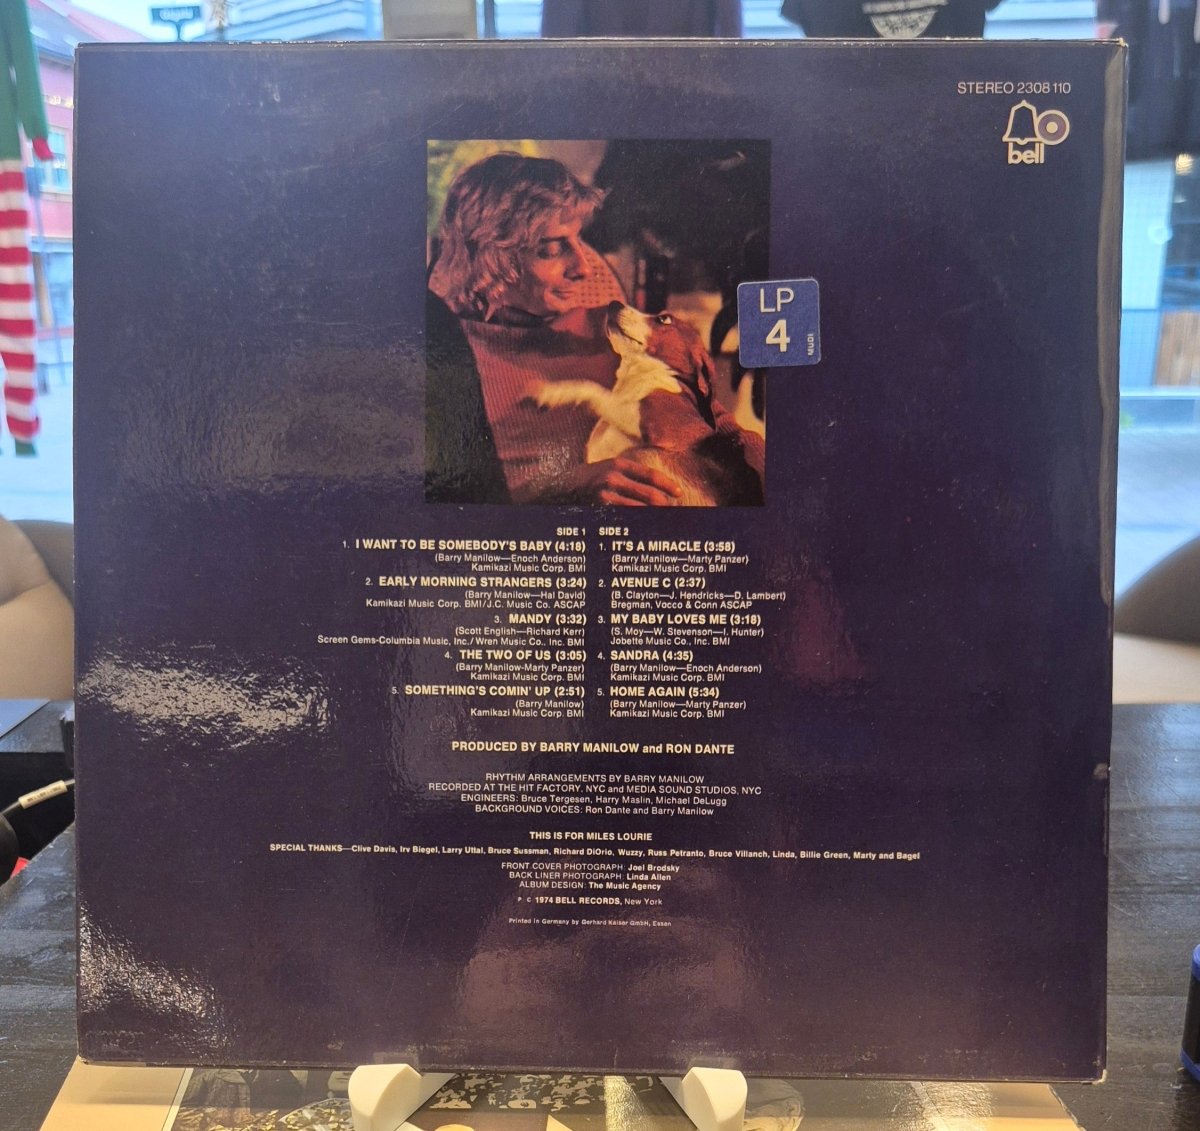 STEREO 2308 110
bell
LP
4
MUDI
SIDE 1
1. I WANT TO BE SOMEBODY'S BABY (4:18)
(Barry Manilow—Enoch Anderson)
Kamikazi Music Corp. BMI
2. EARLY MORNING STRANGERS (3:24)
(Barry Manilow—Hal David)
Kamikazi Music Corp. BMI/J.C. Music Co. ASCAP
3. MANDY (3:32)
(Scott English—Richard Kerr)
Screen Gems-Columbia Music, Inc./Wren Music Co., Inc. BMI
4. THE TWO OF US (3:05)
(Barry Manilow-Marty Panzer)
Kamikazi Music Corp. BMI
5. SOMETHING'S COMIN' UP (2:51)
(Barry Manilow)
Kamikazi Music Corp. BMI
SIDE 2
1. IT'S A MIRACLE (3:58)
(Barry Manilow—Marty Panzer)
Kamikazi Music Corp. BMI
2. AVENUE C (2:37)
(B. Clayton—J. Hendricks—D. Lambert)
Bregman, Vocco & Conn ASCAP
3. MY BABY LOVES ME (3:18)
(S. Moy—W. Stevenson—I. Hunter)
Jobette Music Co., Inc. BMI
4. SANDRA (4:35)
(Barry Manilow—Enoch Anderson)
Kamikazi Music Corp. BMI
5. HOME AGAIN (5:34)
(Barry Manilow—Marty Panzer)
Kamikazi Music Corp. BMI
PRODUCED BY BARRY MANILOW and RON DANTE
RHYTHM ARRANGEMENTS BY BARRY MANILOW
RECORDED AT THE HIT FACTORY, NYC and MEDIA SOUND STUDIOS, NYC
ENGINEERS: Bruce Tergesen, Harry Maslin, Michael DeLugg
BACKGROUND VOICES: Ron Dante and Barry Manilow
THIS IS FOR MILES LOURIE
SPECIAL THANKS—Clive Davis, Irv Biegel, Larry Uttal, Bruce Sussman, Richard DiOrio, Wuzzy, Russ Petranto, Bruce Villanch, Linda, Billie Green, Marty and Bagel
FRONT COVER PHOTOGRAPH: Joel Brodsky
BACK LINER PHOTOGRAPH: Linda Allen
ALBUM DESIGN: The Music Agency
P C 1974 BELL RECORDS, New York
Printed in Germany by Gerhard Kaiser GmbH, Essen